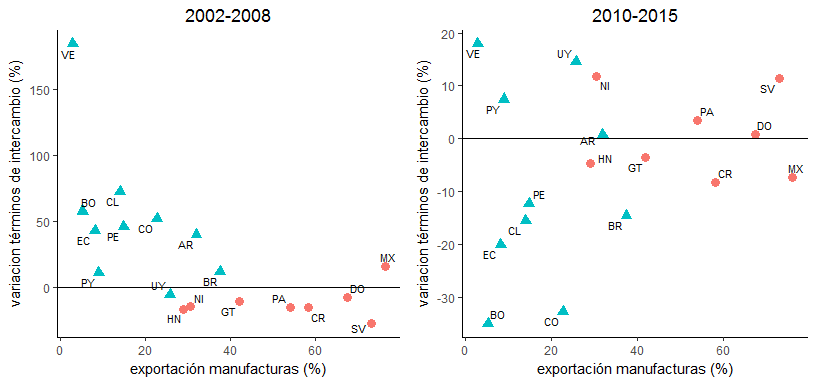 2002-2008
variacion términos de intercambio (%)
150
100
50
0
VE
BO
CL
EC
PE
CO
AR
PY
UY
BR
HN
NI
GT
PA
CR
DO
SV
MX
0 20 40 60
exportación manufacturas (%)
2010-2015
variacion términos de intercambio (%)
20
10
0
-10
-20
-30
VE
UY
NI
SV
PY
PA
DO
AR
HN
GT
CR
MX
PE
CL
BR
EC
BO
CO
0 20 40 60
exportación manufacturas (%)